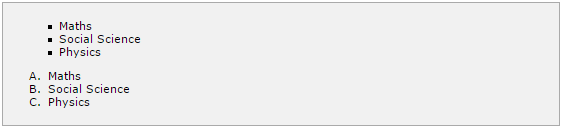 ▪ Maths
▪ Social Science
▪ Physics
A. Maths
B. Social Science
C. Physics